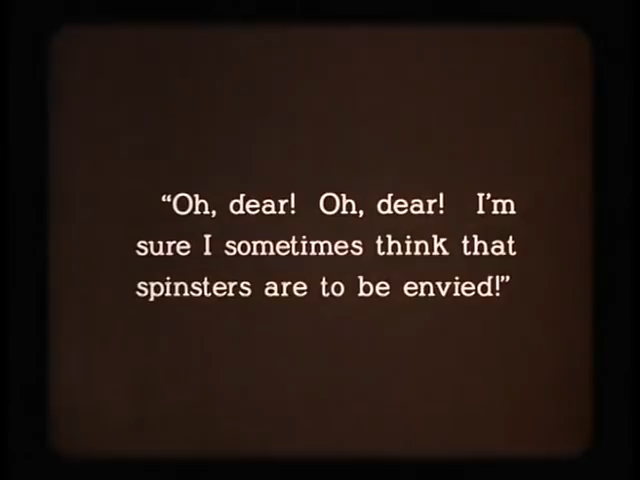 “Oh, dear!  Oh, dear!  I’m
sure I sometimes think that
spinsters are to be envied!”